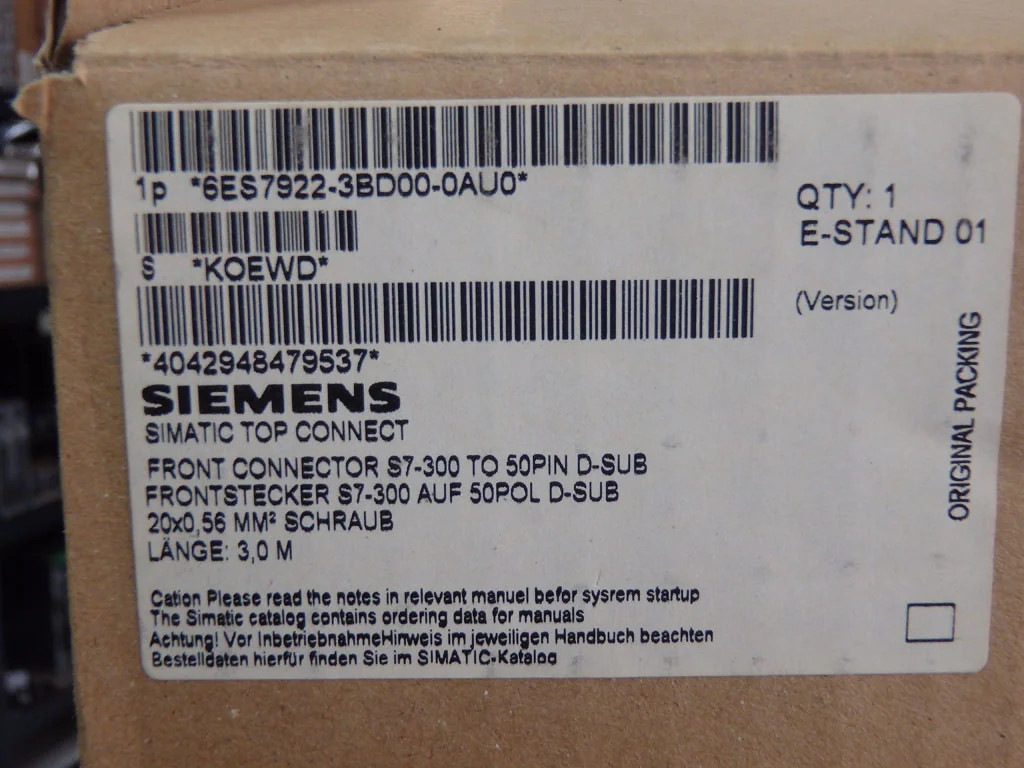 1p *6ES7922-3BD00-0AU0*
QTY: 1
E-STAND 01
S *KOEWD*
(Version)
*4042948479537*
SIEMENS
SIMATIC TOP CONNECT
FRONT CONNECTOR S7-300 TO 50PIN D-SUB
FRONTSTECKER S7-300 AUF 50POL D-SUB
20x0,56 MM² SCHRAUB
LÄNGE: 3,0 M
ORIGINAL PACKING
Cation Please read the notes in relevant manuel befor sysrem startup
The Simatic catalog contains ordering data for manuals
Achtung! Vor InbetriebnahmeHinweis im jeweiligen Handbuch beachten
Bestelldaten hierfür finden Sie im SIMATIC-Katalog